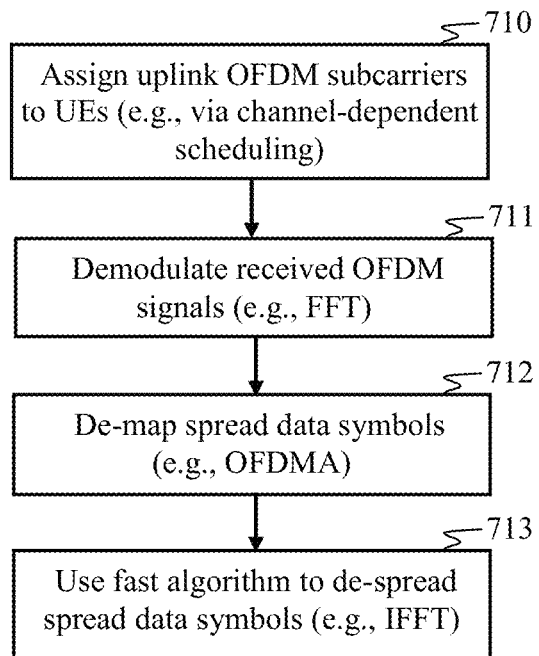 710
Assign uplink OFDM subcarriers
to UEs (e.g., via channel-dependent
scheduling)
711
Demodulate received OFDM
signals (e.g., FFT)
712
De-map spread data symbols
(e.g., OFDMA)
713
Use fast algorithm to de-spread
spread data symbols (e.g., IFFT)